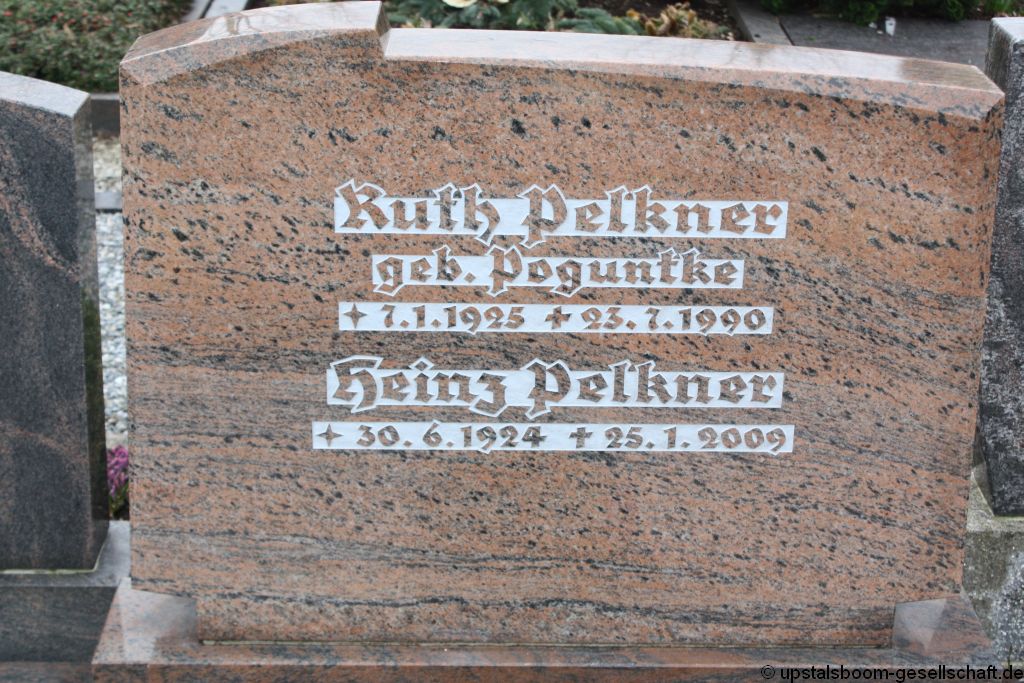 Ruth Pelkner
geb. Poguntke
✦ 7.1.1925 ✝ 23.7.1990
Heinz Pelkner
✦ 30.6.1924 ✝ 25.1.2009
© upstalsboom-gesellschaft.de